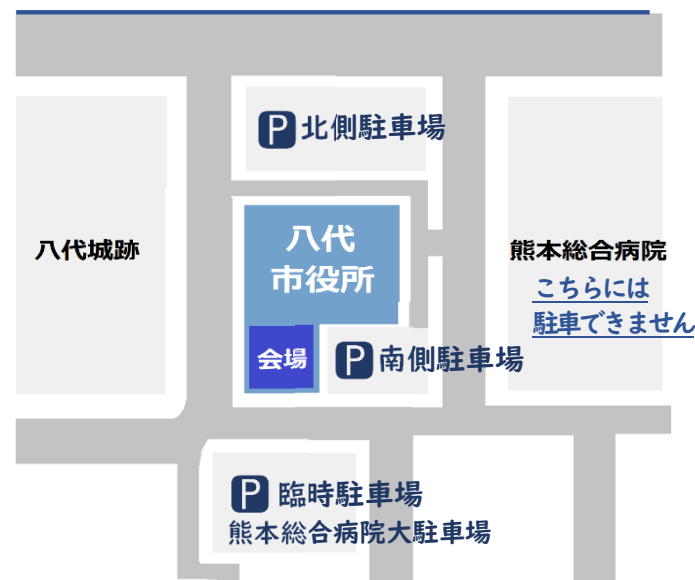 P 北側駐車場
八代城跡
八代
市役所
熊本総合病院
こちらには
駐車できません
会場
P 南側駐車場
P 臨時駐車場
熊本総合病院大駐車場